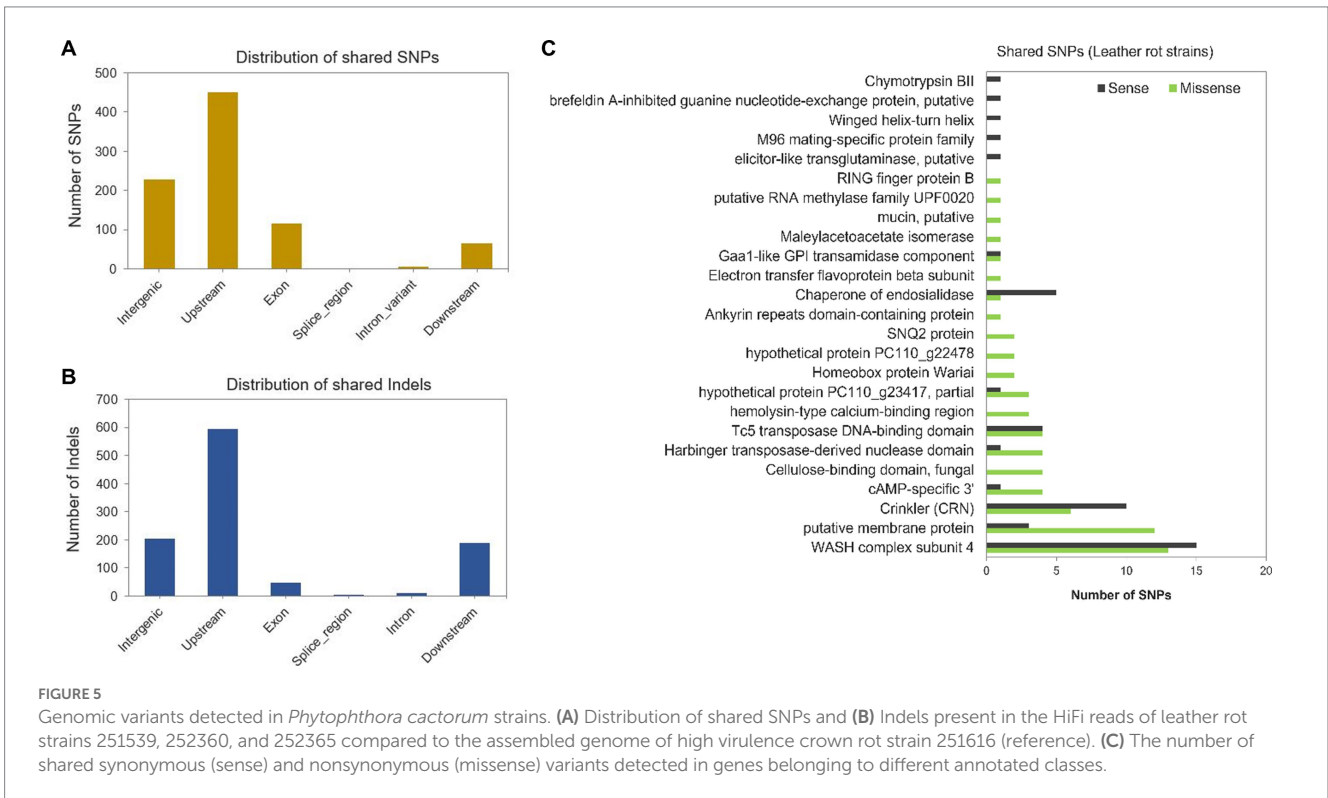 A
Distribution of shared SNPs
Number of SNPs
500
400
300
200
100
0
Intergenic
Upstream
Exon
Splice_region
Intron_variant
Downstream
B
Distribution of shared Indels
Number of Indels
700
600
500
400
300
200
100
0
Intergenic
Upstream
Exon
Splice_region
Intron
Downstream
C
Shared SNPs (Leather rot strains)
Sense Missense
Chymotrypsin BII
brefeldin A-inhibited guanine nucleotide-exchange protein, putative
Winged helix-turn helix
M96 mating-specific protein family
elicitor-like transglutaminase, putative
RING finger protein B
putative RNA methylase family UPF0020
mucin, putative
Maleylacetoacetate isomerase
Gaa1-like GPI transamidase component
Electron transfer flavoprotein beta subunit
Chaperone of endosialidase
Ankyrin repeats domain-containing protein
SNQ2 protein
hypothetical protein PC110_g22478
Homeobox protein Wariai
hypothetical protein PC110_g23417, partial
hemolysin-type calcium-binding region
Tc5 transposase DNA-binding domain
Harbinger transposase-derived nuclease domain
Cellulose-binding domain, fungal
cAMP-specific 3'
Crinkler (CRN)
putative membrane protein
WASH complex subunit 4
0 5 10 15 20
Number of SNPs
FIGURE 5
Genomic variants detected in Phytophthora cactorum strains. (A) Distribution of shared SNPs and (B) Indels present in the HiFi reads of leather rot
strains 251539, 252360, and 252365 compared to the assembled genome of high virulence crown rot strain 251616 (reference). (C) The number of
shared synonymous (sense) and nonsynonymous (missense) variants detected in genes belonging to different annotated classes.